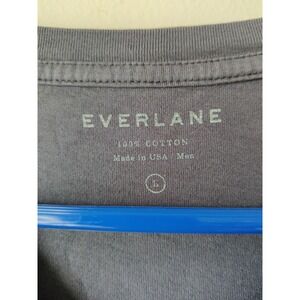 EVERLANE
100% COTTON
Made in USA / Men
L